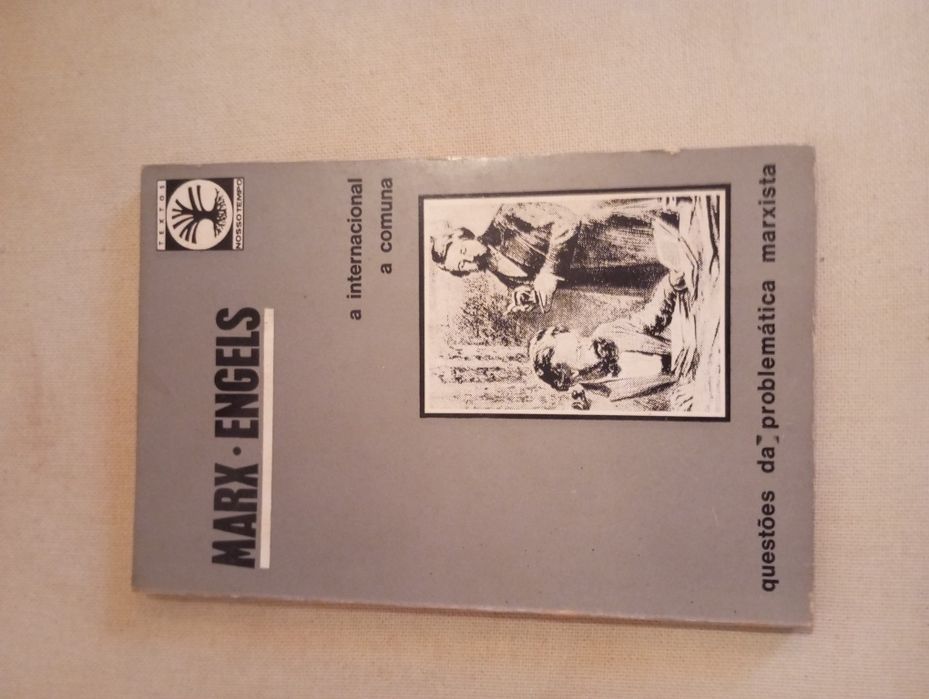 TEXTOS
NOSSO TEMPO
MARX · ENGELS
a internacional
a comuna
questões da problemática marxista